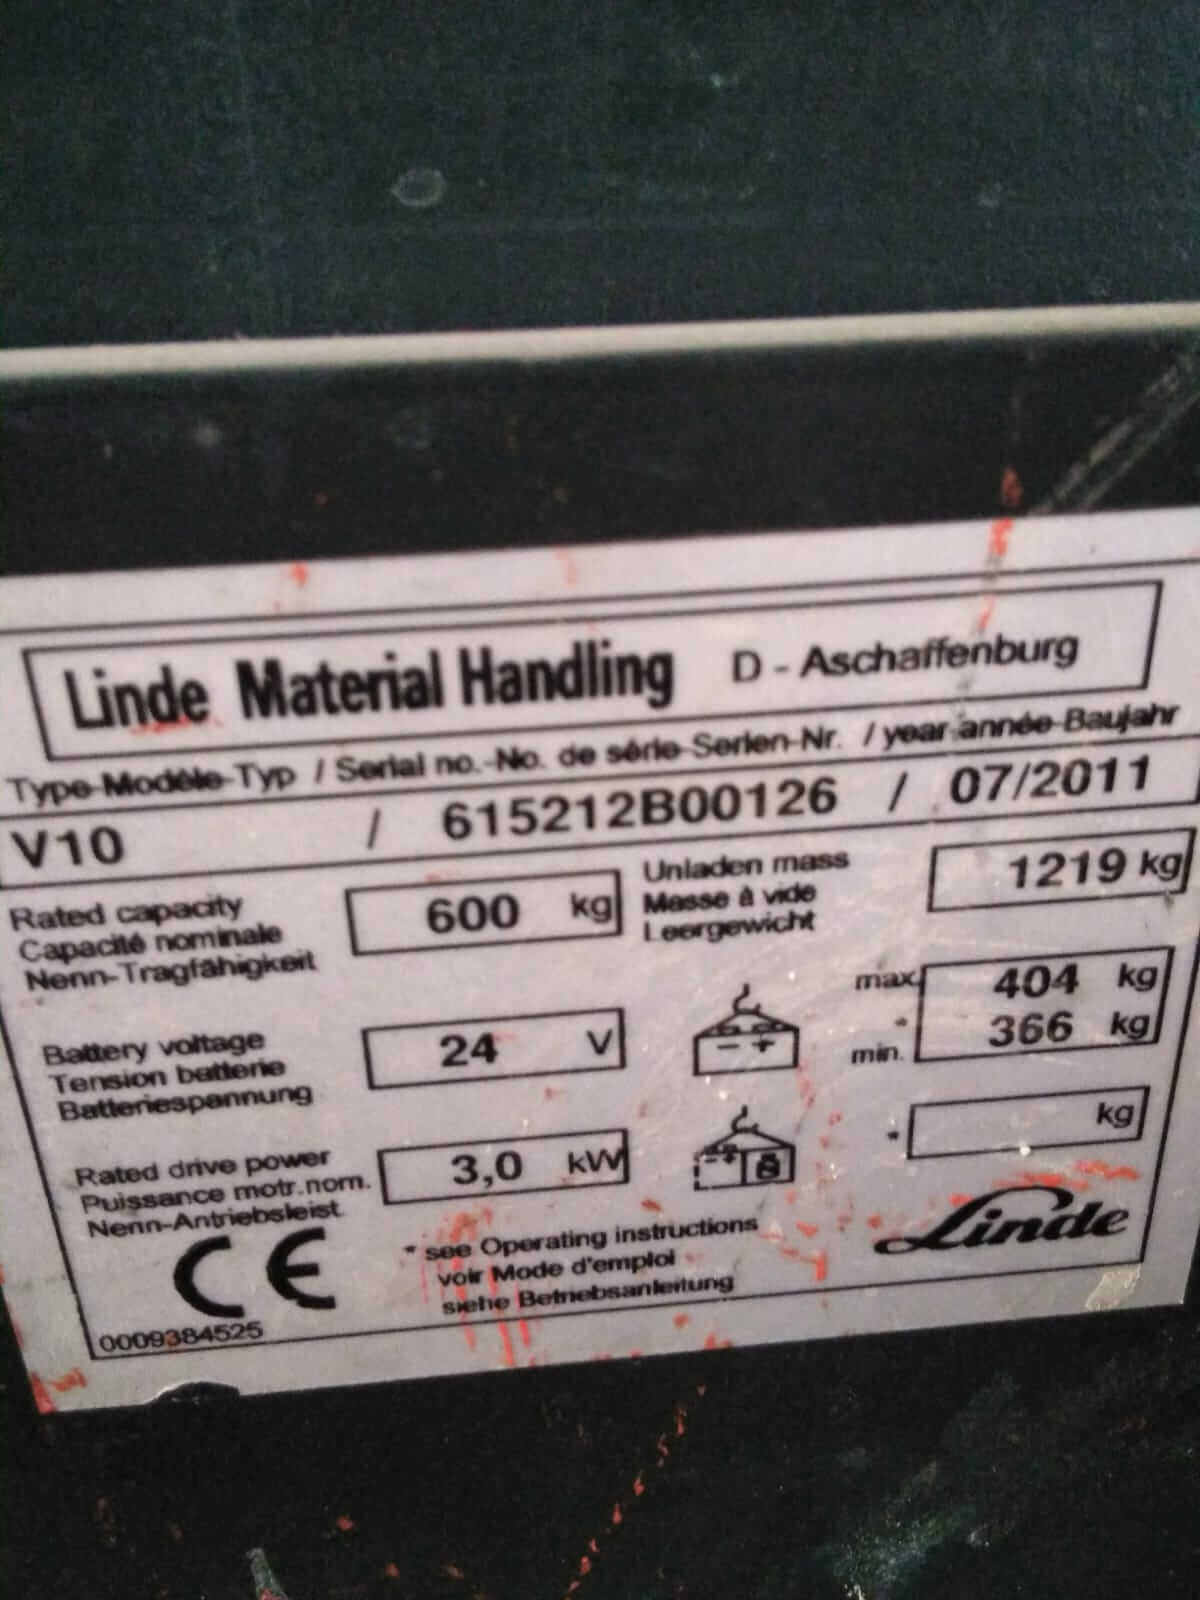 Linde Material Handling D - Aschaffenburg
Type-Modèle-Typ / Serial no.-No. de série-Serien-Nr. / year-année-Baujahr
V10 / 615212B00126 / 07/2011
Rated capacity
Capacité nominale
Nenn-Tragfähigkeit
600 kg
Unladen mass
Masse à vide
Leergewicht
1219 kg
Battery voltage
Tension batterie
Batteriespannung
24 V
- +
max. 404 kg
*
min. 366 kg
Rated drive power
Puissance motr.nom.
Nenn-Antriebsleist.
3,0 kW
- +
* kg
CE
* see Operating instructions
voir Mode d'emploi
siehe Betriebsanleitung
Linde
0009384525